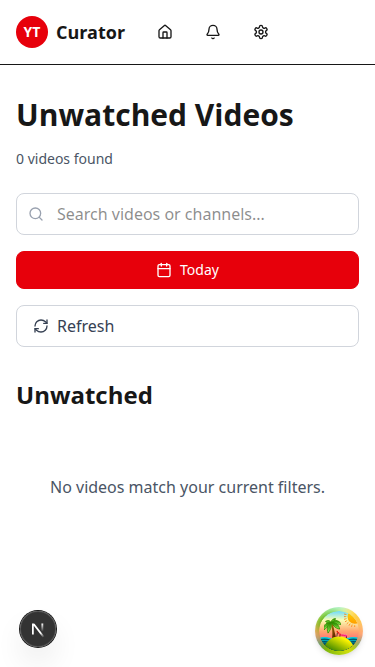 YT Curator
Unwatched Videos
0 videos found
Search videos or channels...
Today
Refresh
Unwatched
No videos match your current filters.
N